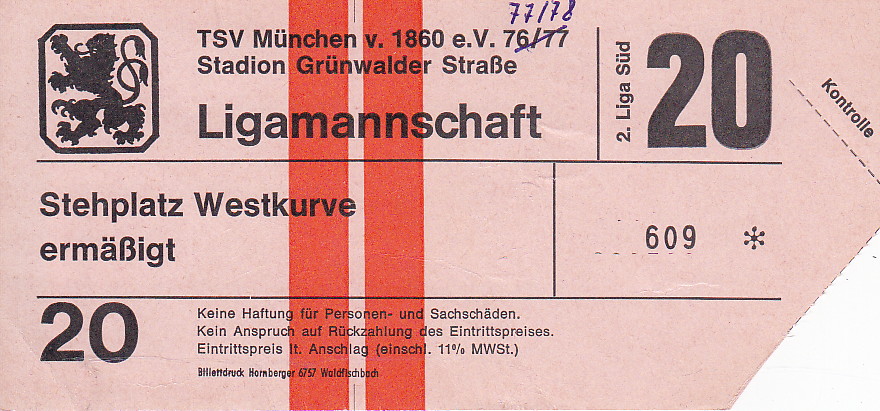 77/78
TSV München v. 1860 e.V. 76/77
Stadion Grünwalder Straße
Ligamannschaft
2. Liga Süd
20
Kontrolle
Stehplatz Westkurve
ermäßigt
609 *
20
Keine Haftung für Personen- und Sachschäden.
Kein Anspruch auf Rückzahlung des Eintrittspreises.
Eintrittspreis lt. Anschlag (einschl. 11% MWSt.)
Billettdruck Hornberger 6757 Waldfischbach